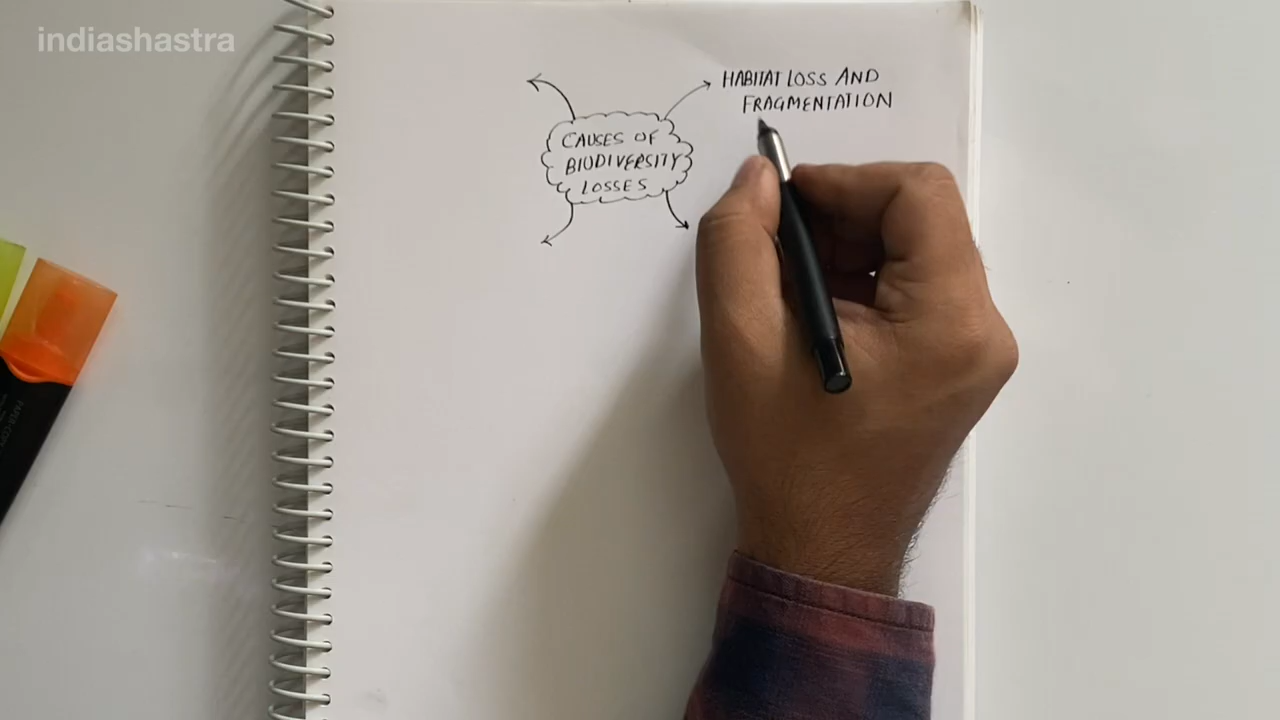 indiashastra
HABITAT LOSS AND
FRAGMENTATION
CAUSES OF
BIODIVERSITY
LOSSES